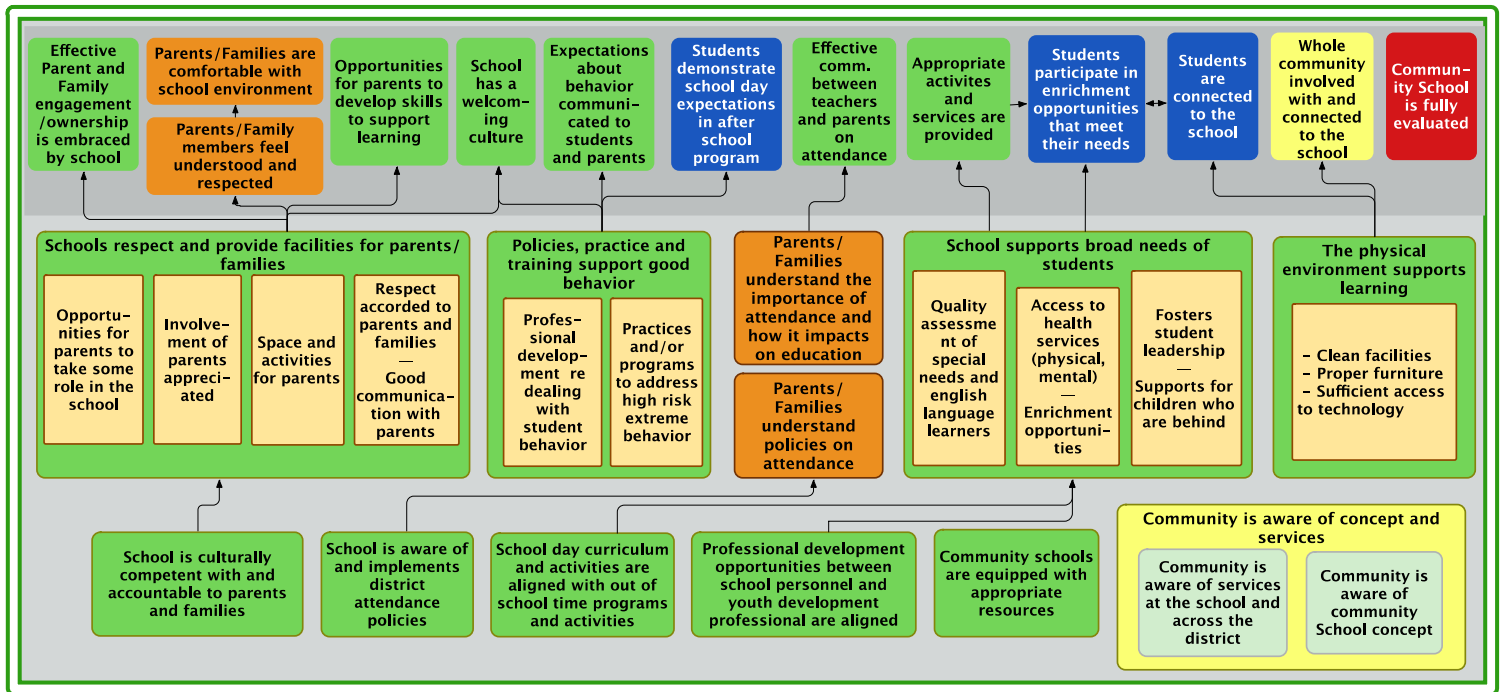 Effective
Parent and
Family
engagement
/ownership
is embraced
by school
Parents/Families are
comfortable with
school environment
Parents/Family
members feel
understood and
respected
Opportunities
for parents to
develop skills
to support
learning
School
has a
welcom-
ing
culture
Expectations
about
behavior
communi-
cated to
students
and parents
Students
demonstrate
school day
expectations
in after
school
program
Effective
comm.
between
teachers
and parents
on
attendance
Appropriate
activites
and
services are
provided
Students
participate in
enrichment
opportunities
that meet
their needs
Students
are
connected
to the
school
Whole
community
involved
with and
connected
to the
school
Commun-
ity School
is fully
evaluated
Schools respect and provide facilities for parents/
families
Opportu-
nities for
parents to
take some
role in the
school
Involve-
ment of
parents
appreci-
ated
Space and
activities
for parents
Respect
accorded to
parents and
families
—
Good
communica-
tion with
parents
Policies, practice and
training support good
behavior
Profes-
sional
develop-
ment re
dealing
with
student
behavior
Practices
and/or
programs
to address
high risk
extreme
behavior
Parents/
Families
understand the
importance of
attendance and
how it impacts
on education
Parents/
Families
understand
policies on
attendance
School supports broad needs of
students
Quality
assessme
nt of
special
needs and
english
language
learners
Access to
health
services
(physical,
mental)
—
Enrichment
opportuni-
ties
Fosters
student
leadership
—
Supports for
children who
are behind
The physical
environment supports
learning
- Clean facilities
- Proper furniture
- Sufficient access
to technology
School is culturally
competent with and
accountable to parents
and families
School is aware of
and implements
district
attendance
policies
School day curriculum
and activities are
aligned with out of
school time programs
and activities
Professional development
opportunities between
school personnel and
youth development
professional are aligned
Community schools
are equipped with
appropriate
resources
Community is aware of concept and
services
Community is
aware of services
at the school and
across the
district
Community is
aware of
community
School concept